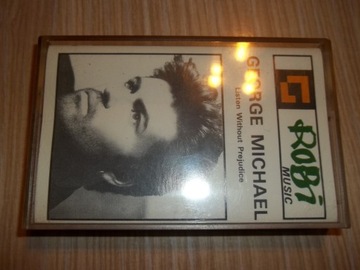 GEORGE MICHAEL
Listen Without Prejudice
ROBI
MUSIC